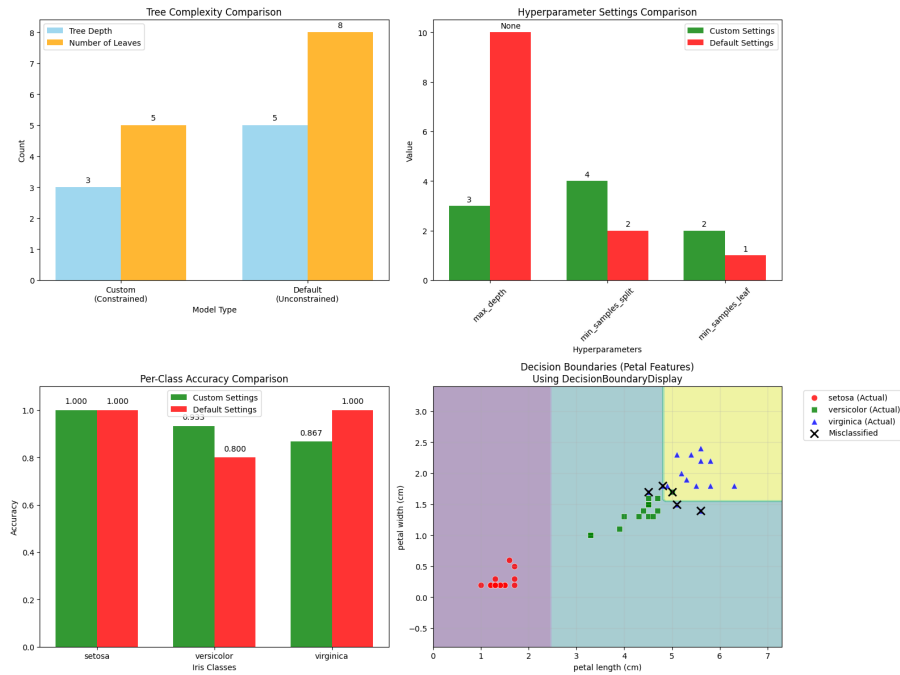 Tree Complexity Comparison
Tree Depth
Number of Leaves
8
7
6
5
4
3
2
1
0
3
5
5
8
Count
Custom
(Constrained)
Default
(Unconstrained)
Model Type
Hyperparameter Settings Comparison
Custom Settings
Default Settings
10
8
6
4
2
0
3
None
4
2
2
1
Value
max_depth
min_samples_split
min_samples_leaf
Hyperparameters
Per-Class Accuracy Comparison
Custom Settings
Default Settings
1.0
0.8
0.6
0.4
0.2
0.0
1.000
1.000
0.933
0.800
0.867
1.000
Accuracy
setosa
versicolor
virginica
Iris Classes
Decision Boundaries (Petal Features)
Using DecisionBoundaryDisplay
3.0
2.5
2.0
1.5
1.0
0.5
0.0
−0.5
petal width (cm)
0
1
2
3
4
5
6
7
petal length (cm)
setosa (Actual)
versicolor (Actual)
virginica (Actual)
Misclassified